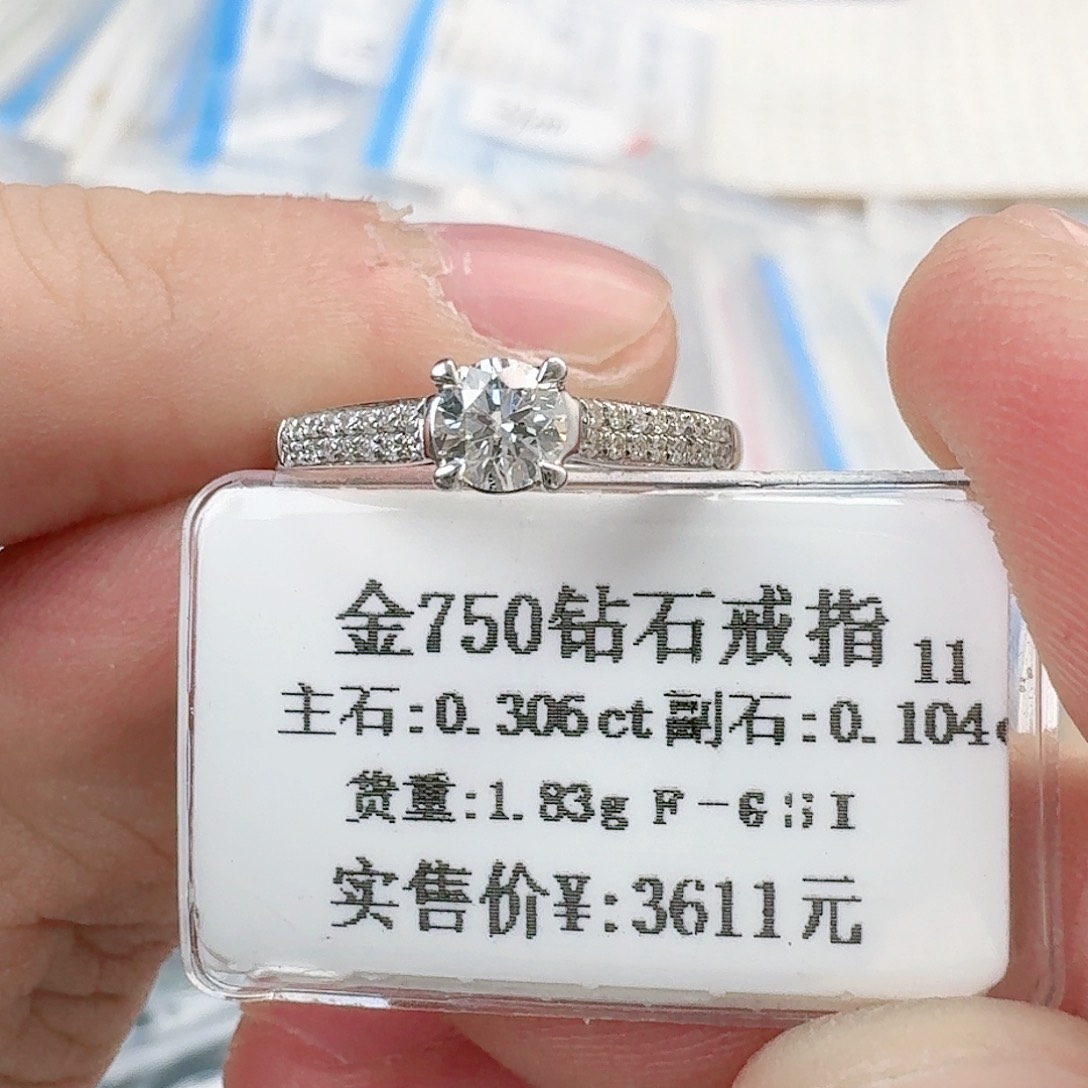 金750钻石戒指 11
主石:0.306ct 副石:0.104c
货重:1.83g F-G SI
实售价¥:3611元